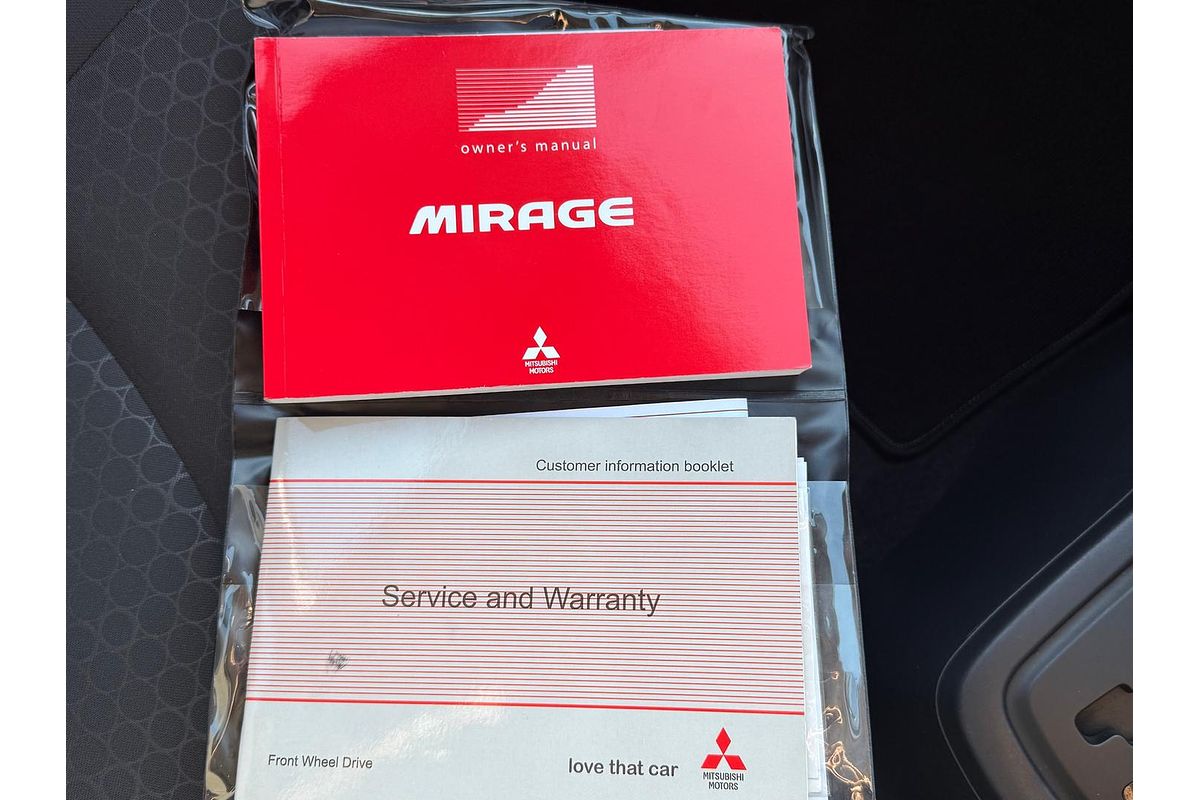 owner's manual
MIRAGE
MITSUBISHI
MOTORS
Customer information booklet
Service and Warranty
Front Wheel Drive
love that car
MITSUBISHI
MOTORS